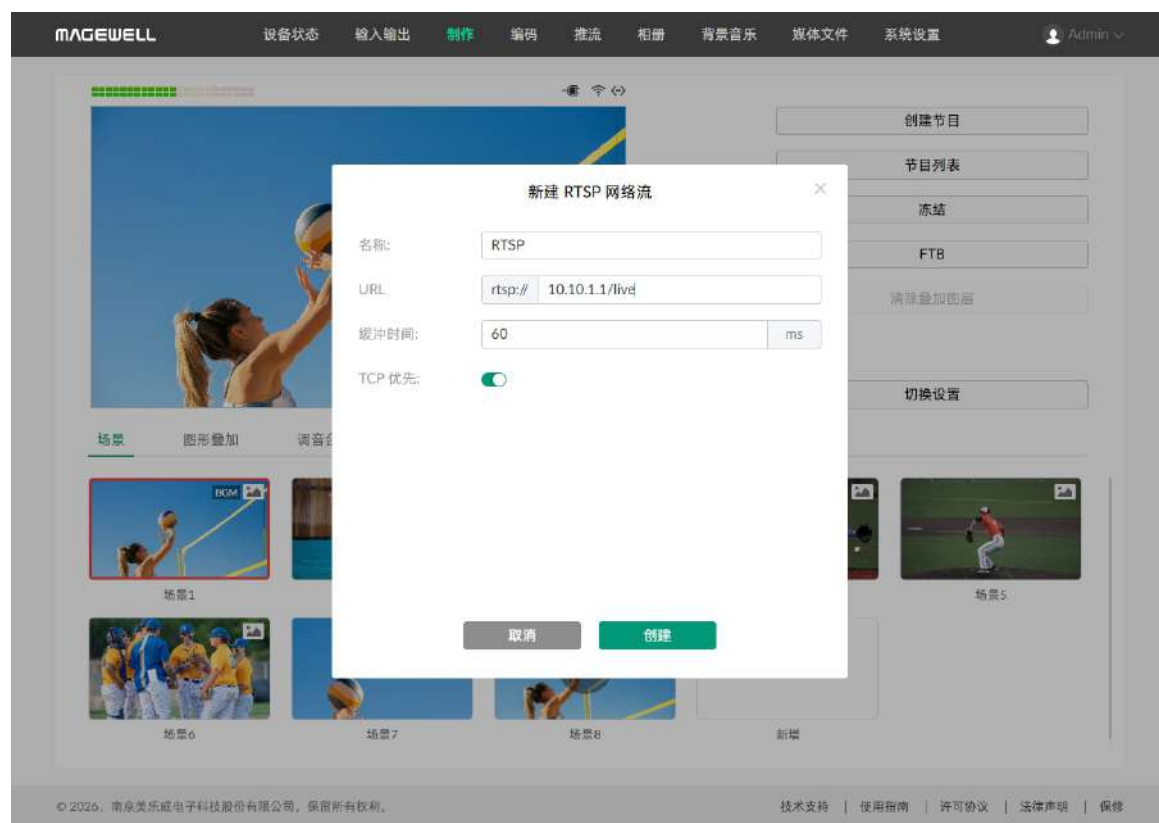 MAGEWELL 设备状态 输入输出 制作 编码 推流 相册 背景音乐 媒体文件 系统设置 Admin
创建节目
节目列表
冻结
FTB
清除叠加图层
切换设置
新建 RTSP 网络流
名称: RTSP
URL rtsp:// 10.10.1.1/live
缓冲时间: 60 ms
TCP 优先:
取消 创建
场景 图形叠加 调音台
BGM
场景1
场景5
场景6
场景7
场景8
新增
© 2026, 南京美乐威电子科技股份有限公司, 保留所有权利。
技术支持 | 使用指南 | 许可协议 | 法律声明 | 保修